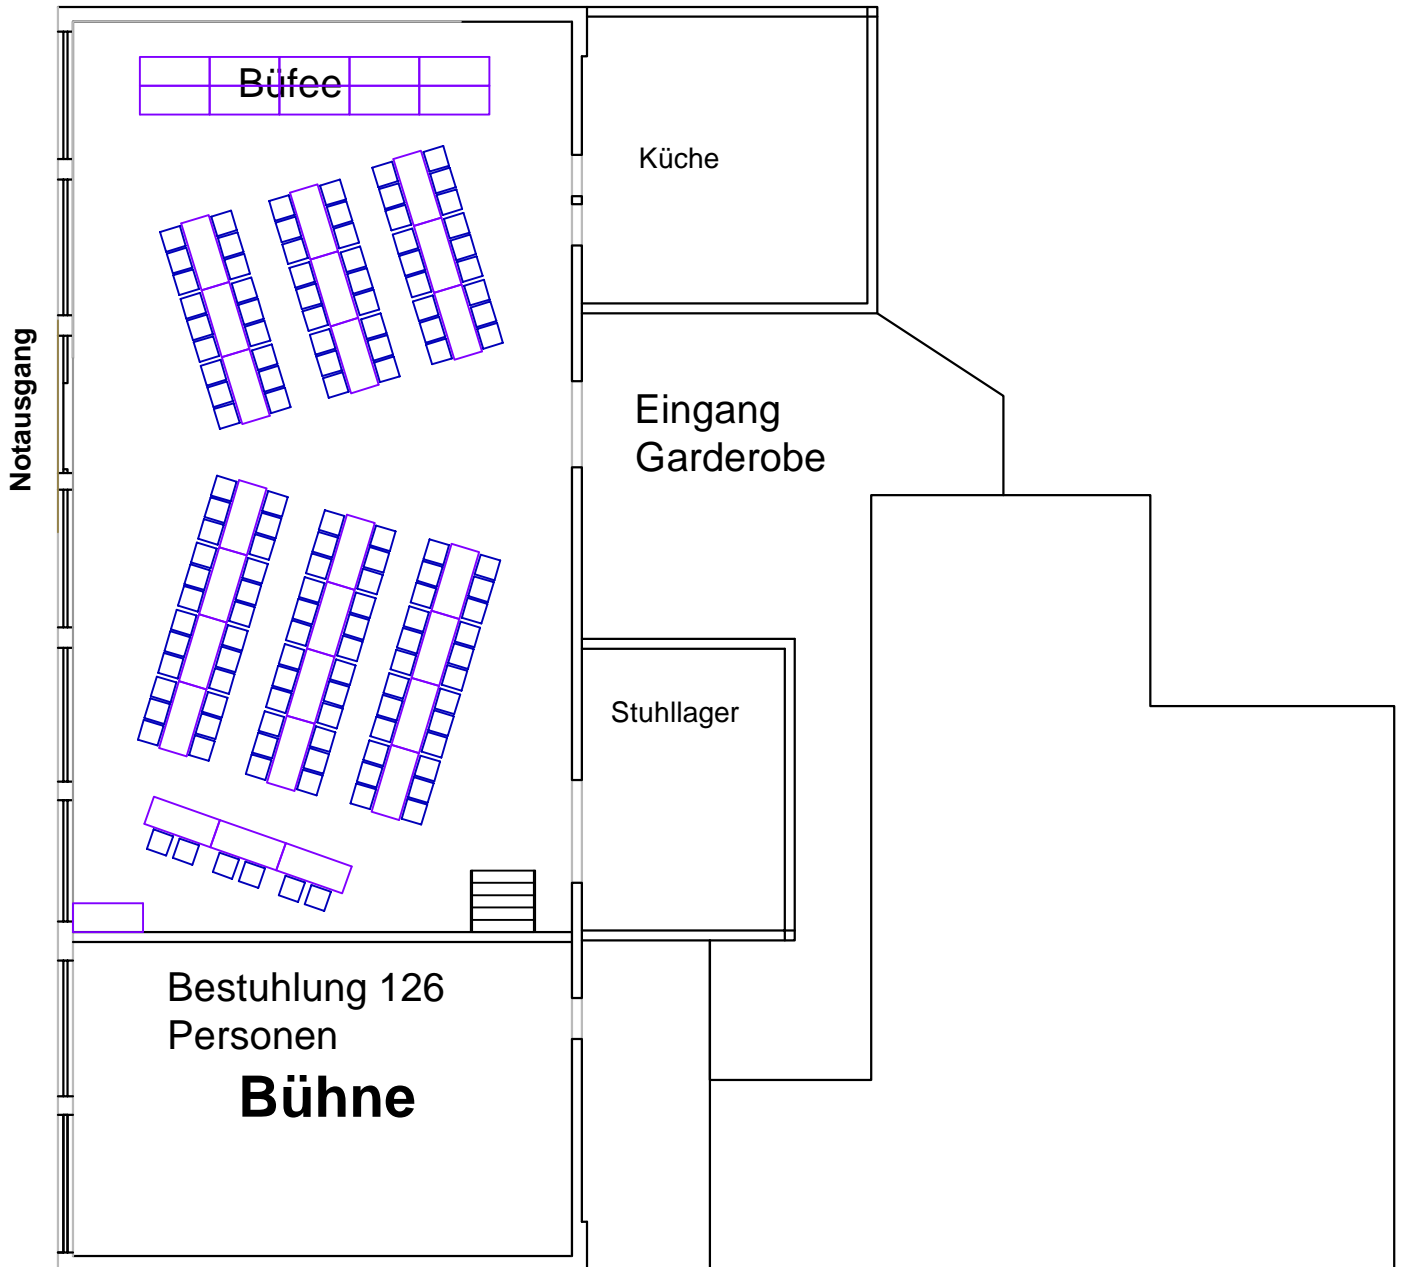 Büfee
Küche
Notausgang
Eingang
Garderobe
Stuhllager
Bestuhlung 126
Personen
Bühne